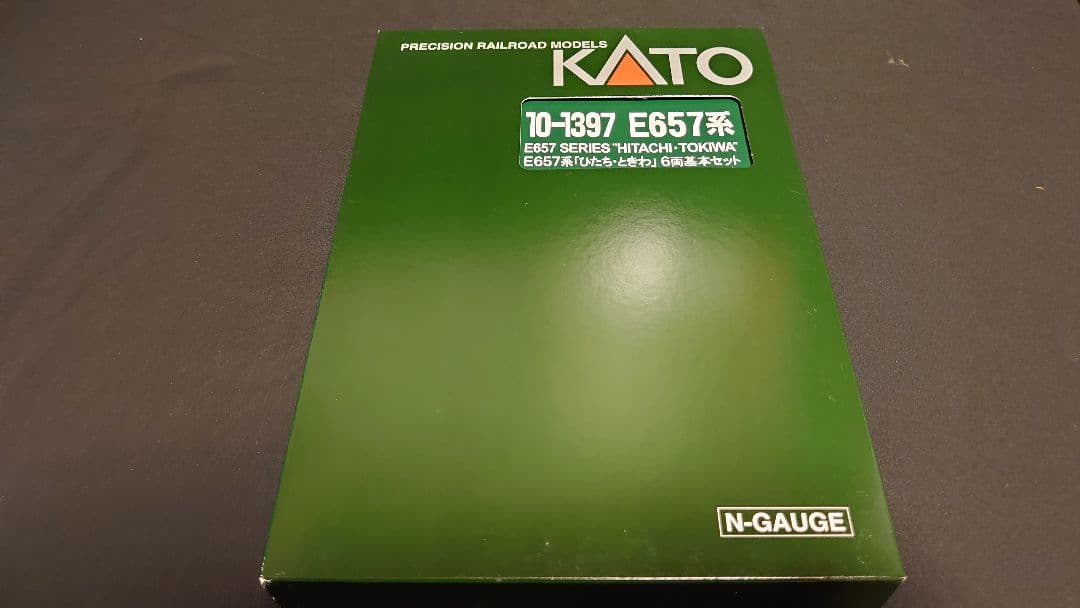 PRECISION RAILROAD MODELS
KATO
10-1397 E657系
E657 SERIES "HITACHI・TOKIWA"
E657系「ひたち・ときわ」 6両基本セット
N-GAUGE